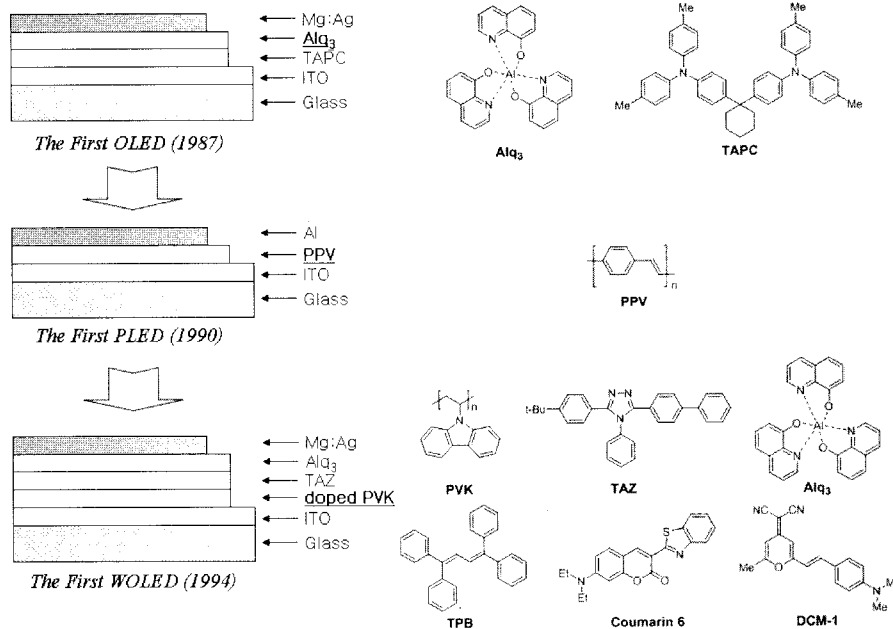 Mg:Ag
Alq3
TAPC
ITO
Glass
The First OLED (1987)
N
O
O
Al
N
N
O
Alq3
Me
Me
N
N
Me
Me
TAPC
Al
PPV
ITO
Glass
The First PLED (1990)
n
PPV
Mg:Ag
Alq3
TAZ
doped PVK
ITO
Glass
The First WOLED (1994)
n
N
PVK
N N
t-Bu
N
TAZ
N
O
O
Al
N
N
O
Alq3
TPB
S
N
Et
N
Et
O
O
Coumarin 6
NC
CN
Me
O
N
Me
DCM-1